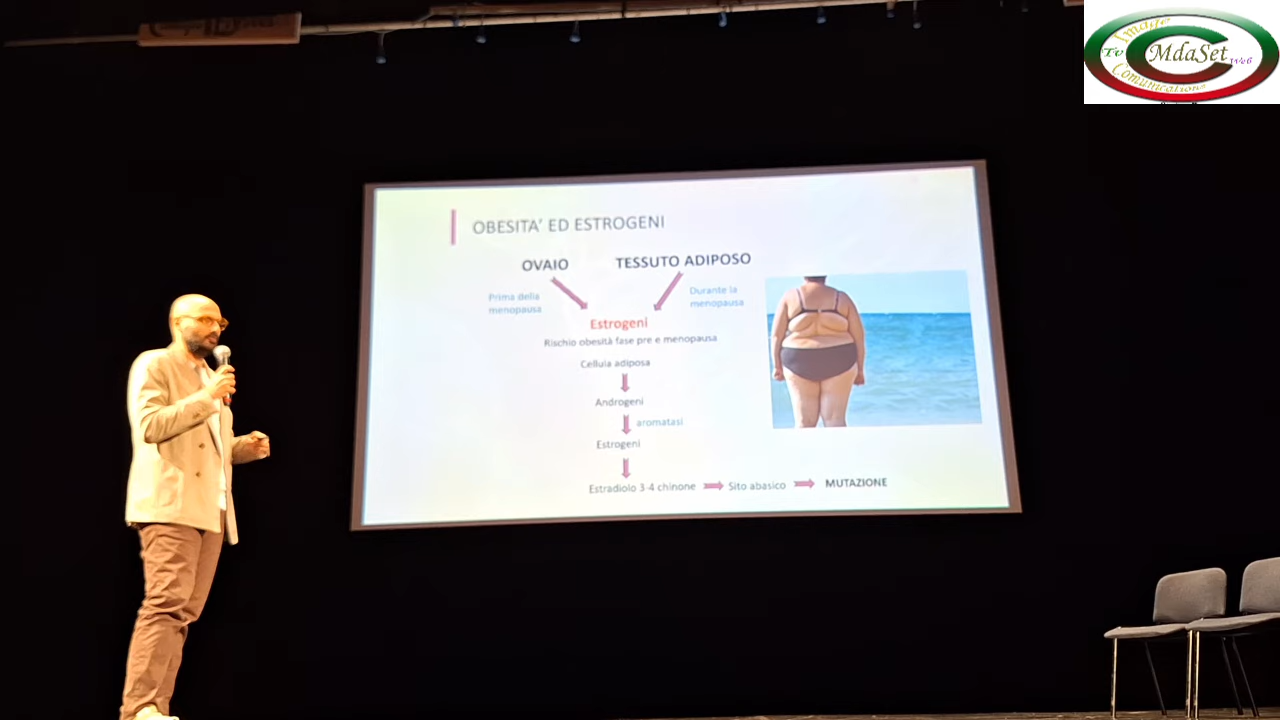 Image
Tv
MdaSet
Web
Comunications
OBESITA' ED ESTROGENI
OVAIO
TESSUTO ADIPOSO
Prima della
menopausa
Durante la
menopausa
Estrogeni
Rischio obesità fase pre e menopausa
Cellula adiposa
Androgeni
aromatasi
Estrogeni
Estradiolo 3-4 chinone
Sito abasico
MUTAZIONE